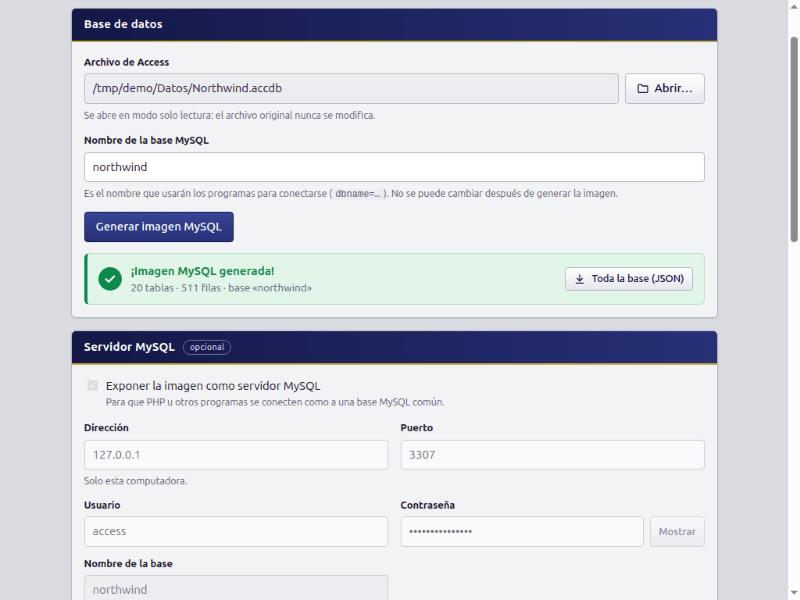 Base de datos
Archivo de Access
/tmp/demo/Datos/Northwind.accdb
Abrir...
Se abre en modo solo lectura: el archivo original nunca se modifica.
Nombre de la base MySQL
northwind
Es el nombre que usarán los programas para conectarse ( dbname=… ). No se puede cambiar después de generar la imagen.
Generar imagen MySQL
¡Imagen MySQL generada!
20 tablas · 511 filas · base «northwind»
Toda la base (JSON)
Servidor MySQL opcional
Exponer la imagen como servidor MySQL
Para que PHP u otros programas se conecten como a una base MySQL común.
Dirección
Puerto
127.0.0.1
3307
Solo esta computadora.
Usuario
Contraseña
access
•••••••••••••••
Mostrar
Nombre de la base
northwind